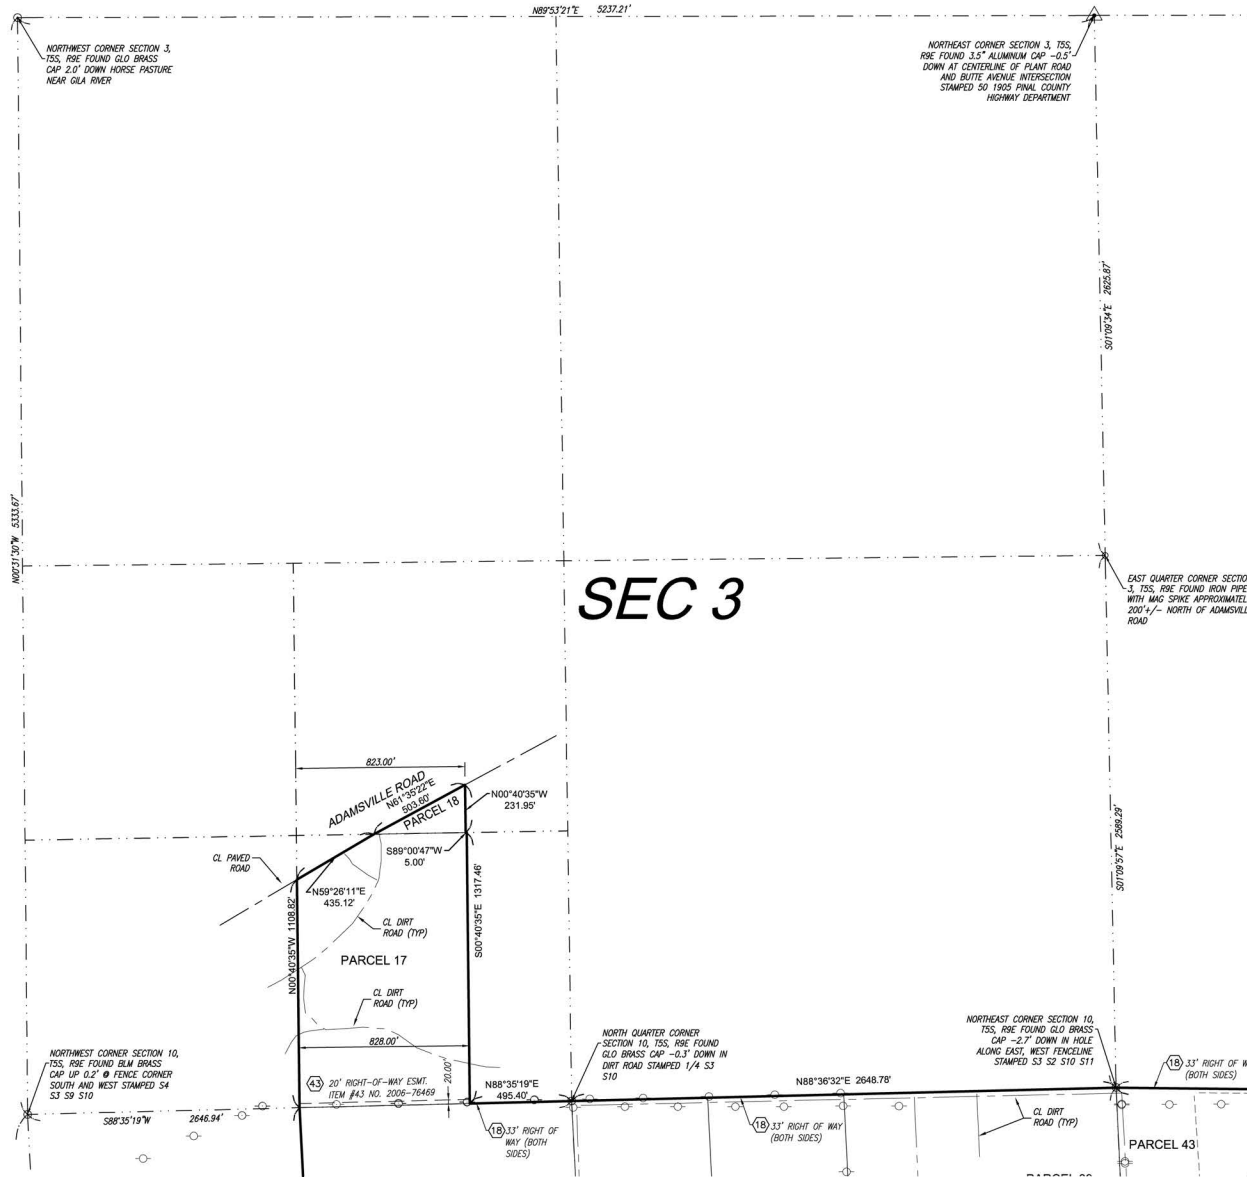 N89°53'21"E 5237.21'
NORTHWEST CORNER SECTION 3,
T5S, R9E FOUND GLO BRASS
CAP 2.0' DOWN HORSE PASTURE
NEAR GILA RIVER
NORTHEAST CORNER SECTION 3, T5S,
R9E FOUND 3.5" ALUMINUM CAP -0.5'
DOWN AT CENTERLINE OF PLANT ROAD
AND BUTTE AVENUE INTERSECTION
STAMPED 50 1905 PINAL COUNTY
HIGHWAY DEPARTMENT
S01°09'34"E 2625.87'
N00°31'30"W 5333.67'
SEC 3
EAST QUARTER CORNER SECTIO
3, T5S, R9E FOUND IRON PIPE
WITH MAG SPIKE APPROXIMATEL
200'+/- NORTH OF ADAMSVILL
ROAD
823.00'
ADAMSVILLE ROAD
N61°35'22"E
503.60'
PARCEL 18
N00°40'35"W
231.95'
S89°00'47"W
5.00'
CL PAVED
ROAD
N59°26'11"E
435.12'
S01°09'57"E 2589.29'
N00°40'35"W 1108.82'
S00°40'35"E 1317.46'
CL DIRT
ROAD (TYP)
PARCEL 17
CL DIRT
ROAD (TYP)
828.00'
20.00'
NORTHWEST CORNER SECTION 10,
T5S, R9E FOUND BLM BRASS
CAP UP 0.2' @ FENCE CORNER
SOUTH AND WEST STAMPED S4
S3 S9 S10
43 20' RIGHT-OF-WAY ESMT.
ITEM #43 NO. 2006-76469
N88°35'19"E
495.40'
NORTH QUARTER CORNER
SECTION 10, T5S, R9E FOUND
GLO BRASS CAP -0.3' DOWN IN
DIRT ROAD STAMPED 1/4 S3
S10
NORTHEAST CORNER SECTION 10,
T5S, R9E FOUND GLO BRASS
CAP -2.7' DOWN IN HOLE
ALONG EAST, WEST FENCELINE
STAMPED S3 S2 S10 S11
18 33' RIGHT OF W
(BOTH SIDES)
N88°36'32"E 2648.78'
S88°35'19"W 2646.94'
18 33' RIGHT OF
WAY (BOTH
SIDES)
18 33' RIGHT OF WAY
(BOTH SIDES)
CL DIRT
ROAD (TYP)
PARCEL 43